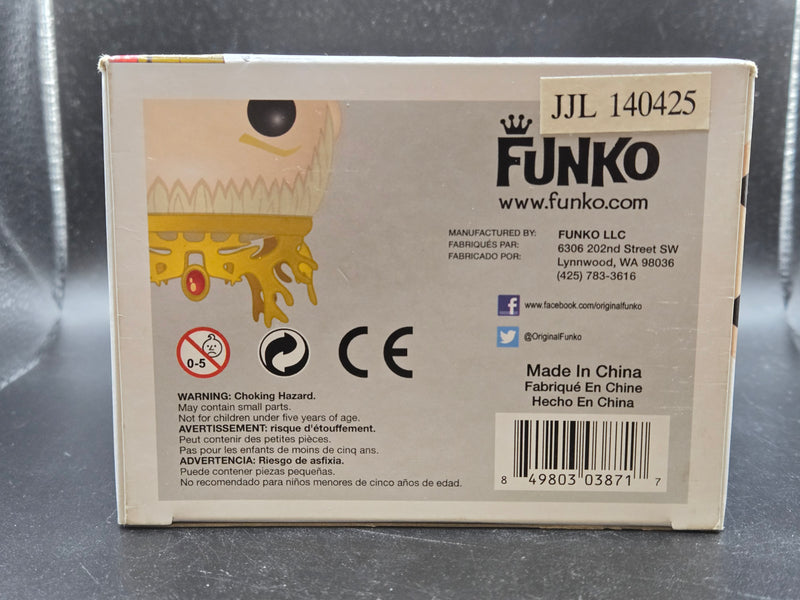 JJL 140425
FUNKO
www.funko.com
MANUFACTURED BY: FUNKO LLC
FABRIQUÉS PAR: 6306 202nd Street SW
FABRICADO POR: Lynnwood, WA 98036
(425) 783-3616
www.facebook.com/originalfunko
@OriginalFunko
0-5
CE
WARNING: Choking Hazard.
May contain small parts.
Not for children under five years of age.
AVERTISSEMENT: risque d'étouffement.
Peut contenir des petites pièces.
Pas pour les enfants de moins de cinq ans.
ADVERTENCIA: Riesgo de asfixia.
Puede contener piezas pequeñas.
No recomendado para niños menores de cinco años de edad.
Made In China
Fabriqué En Chine
Hecho En China
8 49803 03871 7